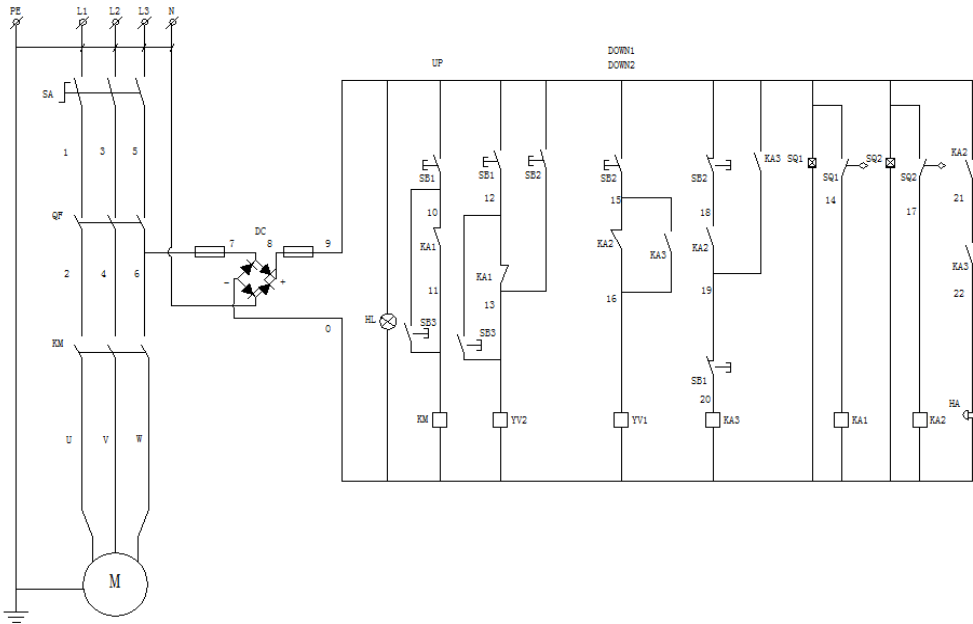 PE L1 L2 L3 N
DOWN1
UP DOWN2
SA
1 3 5
SB1 SB1 SB2 SB2 SB2 KA3 SQ1 SQ1 SQ2 SQ2 KA2
12 15 14 21
QF 10 18 17
DC
7 8 9
KA1 KA2 KA3 KA2 KA3
2 4 6 - + KA1
11 13 16 19 22
HL SB3 SB3
0
KM
SB1
20
KM YV2 YV1 KA3 KA1 KA2 HA
U V W
M